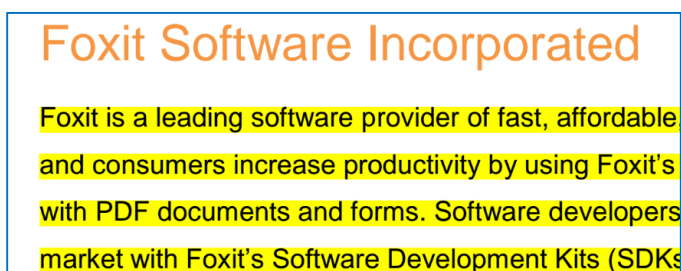 Foxit Software Incorporated
Foxit is a leading software provider of fast, affordable,
and consumers increase productivity by using Foxit's
with PDF documents and forms. Software developers
market with Foxit's Software Development Kits (SDKs